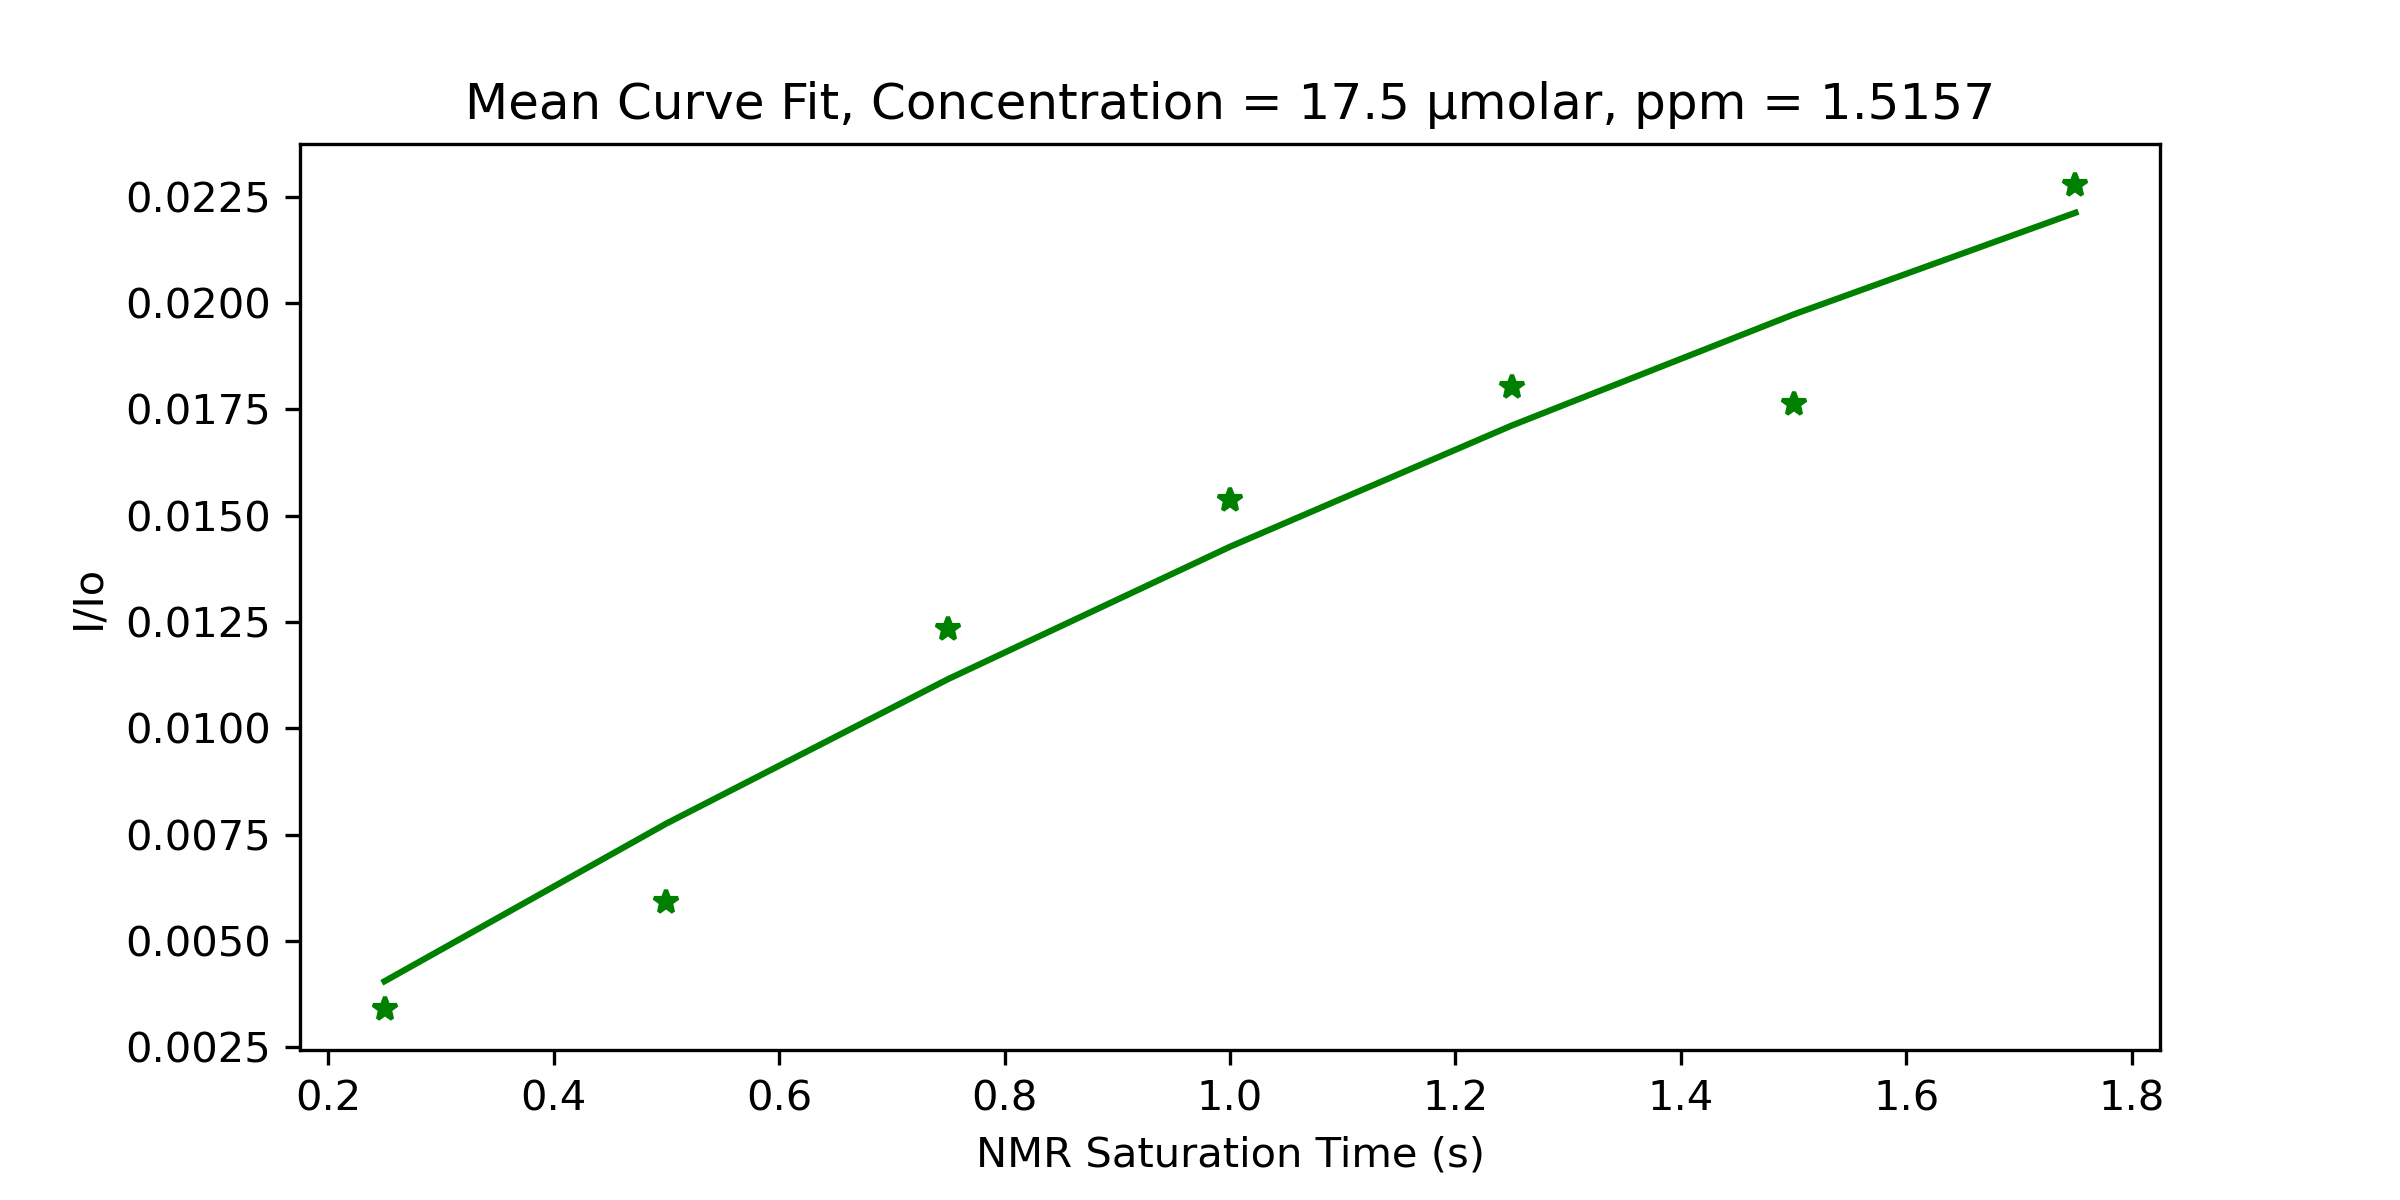 Mean Curve Fit, Concentration = 17.5 µmolar, ppm = 1.5157
0.0225
0.0200
0.0175
0.0150
0.0125
0.0100
0.0075
0.0050
0.0025
I/Io
0.2 0.4 0.6 0.8 1.0 1.2 1.4 1.6 1.8
NMR Saturation Time (s)